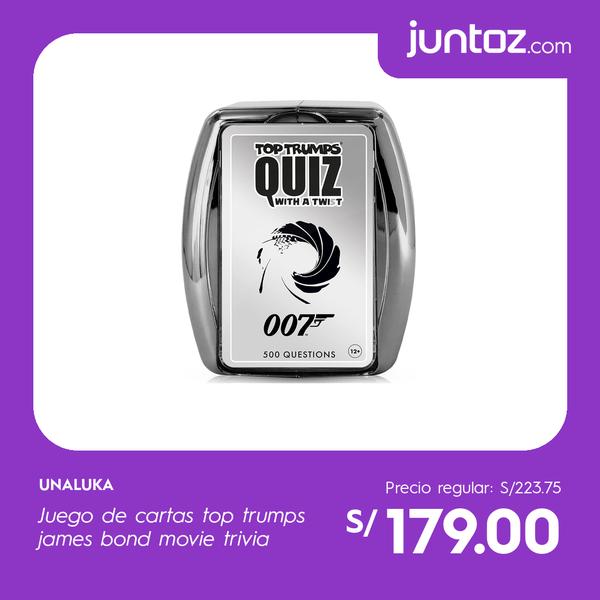 juntoz.com
TOP TRUMPS
QUIZ
WITH A TWIST
007
500 QUESTIONS
12+
UNALUKA
Juego de cartas top trumps
james bond movie trivia
Precio regular: S/223.75
S/179.00